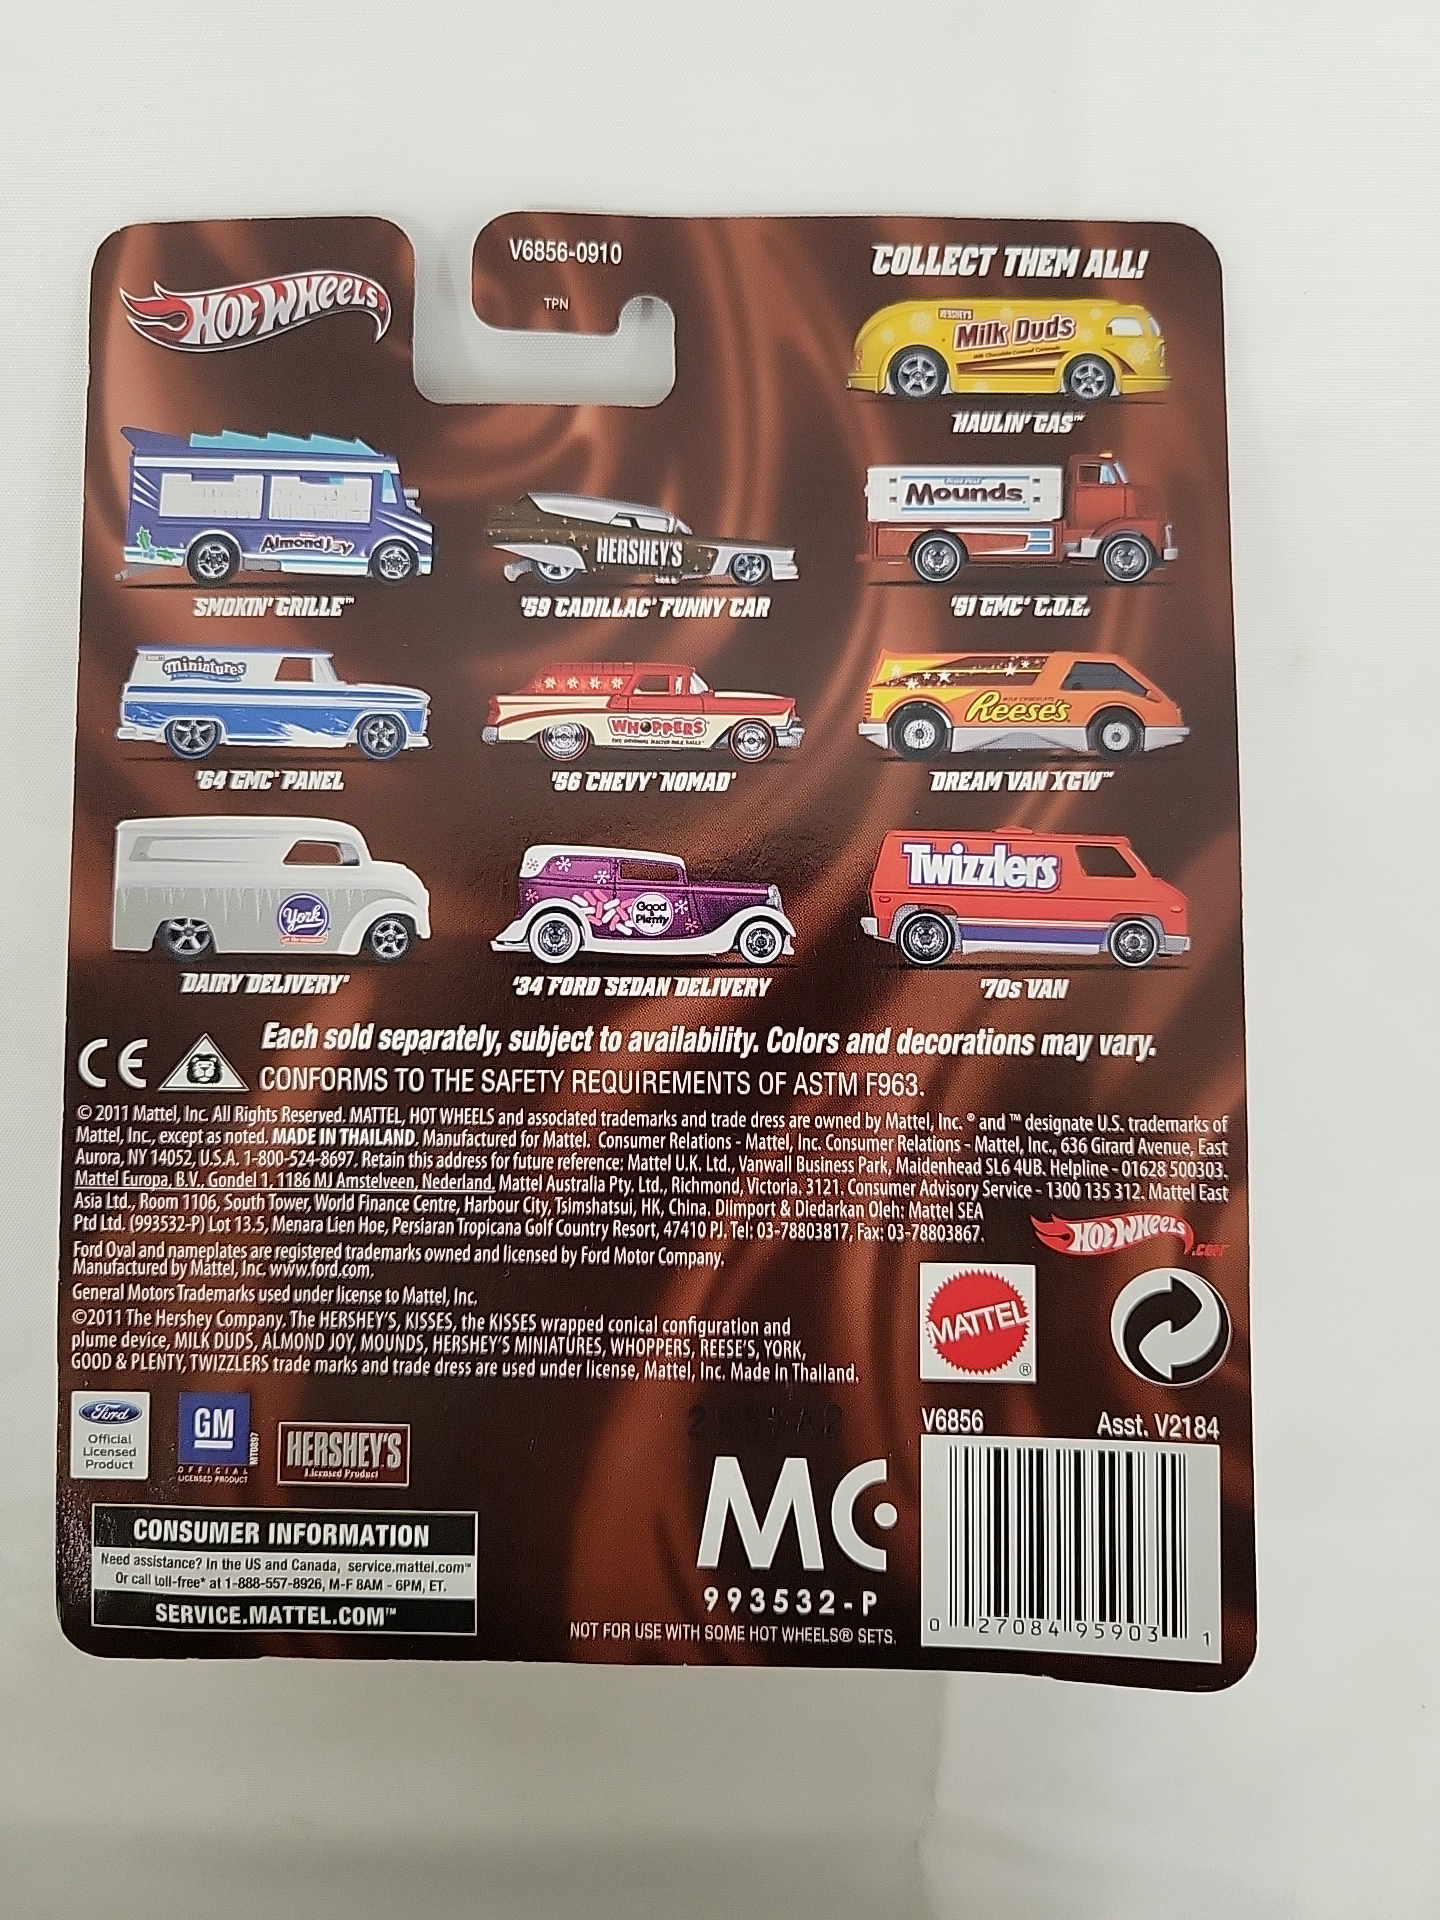 HOT WHEELS
V6856-0910
TPN
COLLECT THEM ALL!
HERSHEY'S
Milk Duds
HAULIN' GAS™
Almond Joy
SMOKIN' GRILLE™
HERSHEY'S
'59 CADILLAC® FUNNY CAR
Mounds
'51 GMC® C.O.E.
Miniatures
'64 GMC® PANEL
WHOPPERS
THE ORIGINAL MALTED MILK BALLS
'56 CHEVY® NOMAD®
Reese's
DREAM VAN XGW™
York
DAIRY DELIVERY®
Good & Plenty
'34 FORD SEDAN DELIVERY
Twizzlers
'70s VAN
CE
Each sold separately, subject to availability. Colors and decorations may vary.
CONFORMS TO THE SAFETY REQUIREMENTS OF ASTM F963.
© 2011 Mattel, Inc. All Rights Reserved. MATTEL, HOT WHEELS and associated trademarks and trade dress are owned by Mattel, Inc. ® and ™ designate U.S. trademarks of
Mattel, Inc., except as noted. MADE IN THAILAND. Manufactured for Mattel. Consumer Relations - Mattel, Inc. Consumer Relations - Mattel, Inc., 636 Girard Avenue, East
Aurora, NY 14052, U.S.A. 1-800-524-8697. Retain this address for future reference: Mattel U.K. Ltd., Vanwall Business Park, Maidenhead SL6 4UB. Helpline - 01628 500303.
Mattel Europa, B.V., Gondel 1, 1186 MJ Amstelveen, Nederland. Mattel Australia Pty. Ltd., Richmond, Victoria. 3121. Consumer Advisory Service - 1300 135 312. Mattel East
Asia Ltd., Room 1106, South Tower, World Finance Centre, Harbour City, Tsimshatsui, HK, China. Diimport & Diedarkan Oleh: Mattel SEA
Ptd Ltd. (993532-P) Lot 13.5, Menara Lien Hoe, Persiaran Tropicana Golf Country Resort, 47410 PJ. Tel: 03-78803817, Fax: 03-78803867.
HOT WHEELS .com
Ford Oval and nameplates are registered trademarks owned and licensed by Ford Motor Company.
Manufactured by Mattel, Inc. www.ford.com.
General Motors Trademarks used under license to Mattel, Inc.
©2011 The Hershey Company. The HERSHEY'S, KISSES, the KISSES wrapped conical configuration and
plume device, MILK DUDS, ALMOND JOY, MOUNDS, HERSHEY'S MINIATURES, WHOPPERS, REESE'S, YORK,
GOOD & PLENTY, TWIZZLERS trade marks and trade dress are used under license, Mattel, Inc. Made In Thailand.
MATTEL ®
Ford
Official
Licensed
Product
GM
OFFICIAL
LICENSED PRODUCT
HERSHEY'S
Licensed Product
V6856 Asst. V2184
MC
993532-P
NOT FOR USE WITH SOME HOT WHEELS® SETS.
0 27084 95903 1
CONSUMER INFORMATION
Need assistance? In the US and Canada, service.mattel.com™
Or call toll-free* at 1-888-557-8926, M-F 8AM - 6PM, ET.
SERVICE.MATTEL.COM™